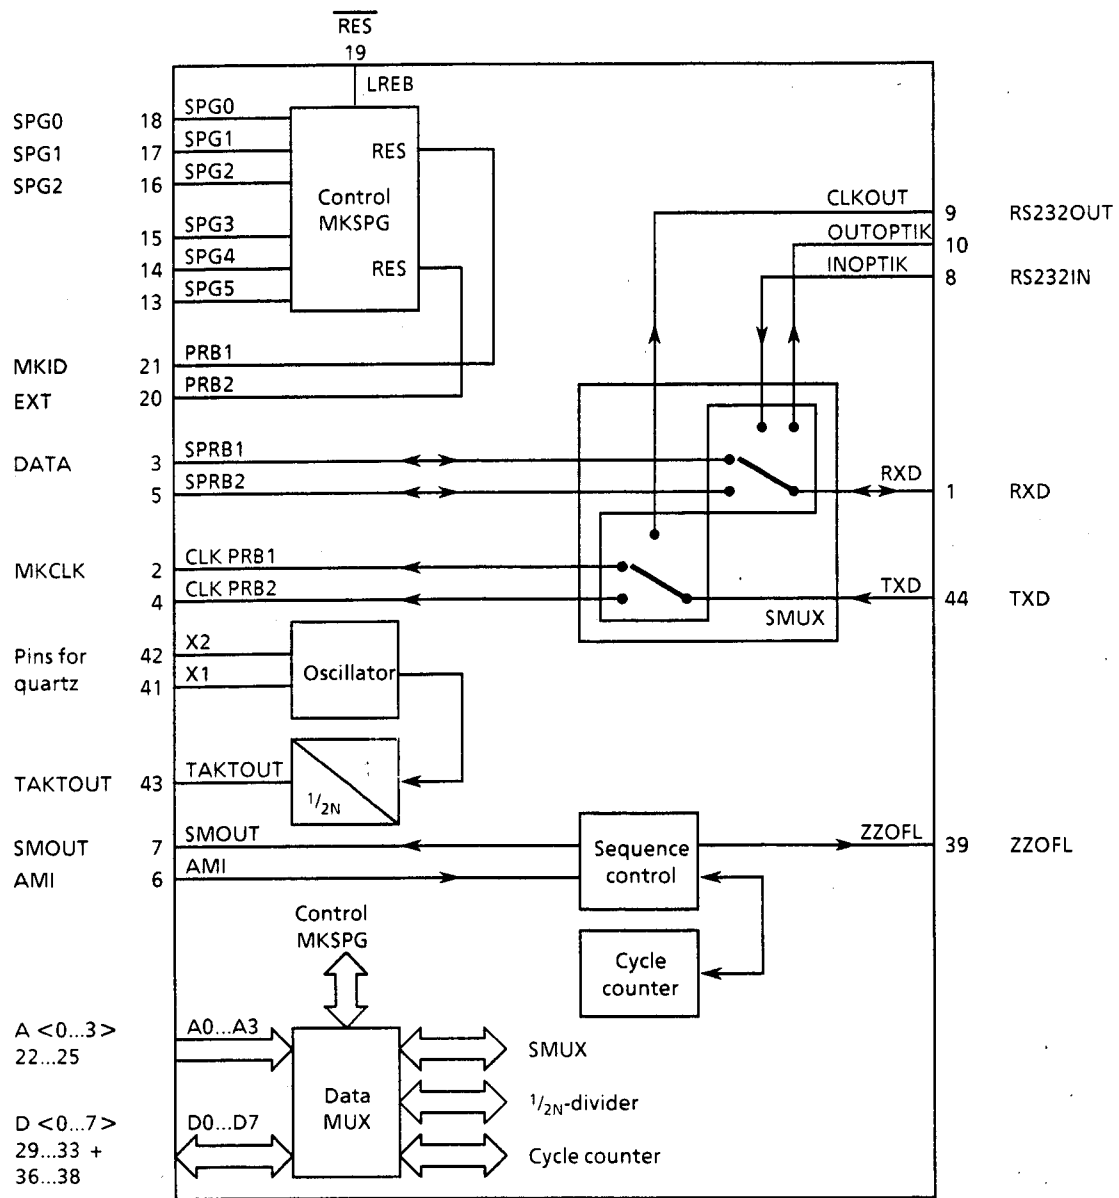 RES
19
LREB
SPG0 18 SPG0
SPG1 17 SPG1
SPG2 16 SPG2
15 SPG3
14 SPG4
13 SPG5
RES
Control
MKSPG
RES
CLKOUT 9 RS232OUT
OUTOPTIK 10
INOPTIK 8 RS232IN
MKID 21 PRB1
EXT 20 PRB2
DATA 3 SPRB1
5 SPRB2
RXD 1 RXD
MKCLK 2 CLK PRB1
4 CLK PRB2
TXD 44 TXD
SMUX
Pins for
quartz
42 X2
41 X1
Oscillator
TAKTOUT 43 TAKTOUT
1/2N
SMOUT 7 SMOUT
AMI 6 AMI
Sequence
control
ZZOFL 39 ZZOFL
Cycle
counter
Control
MKSPG
A <0...3>
22...25
A0...A3
D <0...7>
29...33 +
36...38
D0...D7
Data
MUX
SMUX
1/2N-divider
Cycle counter